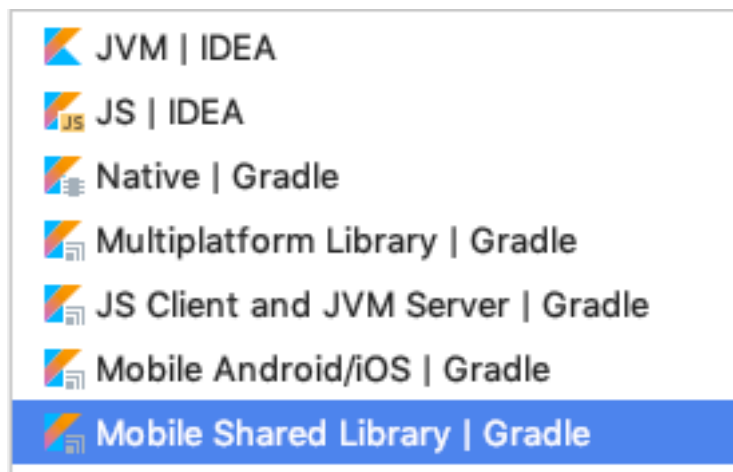 JVM | IDEA
JS | IDEA
Native | Gradle
Multiplatform Library | Gradle
JS Client and JVM Server | Gradle
Mobile Android/iOS | Gradle
Mobile Shared Library | Gradle